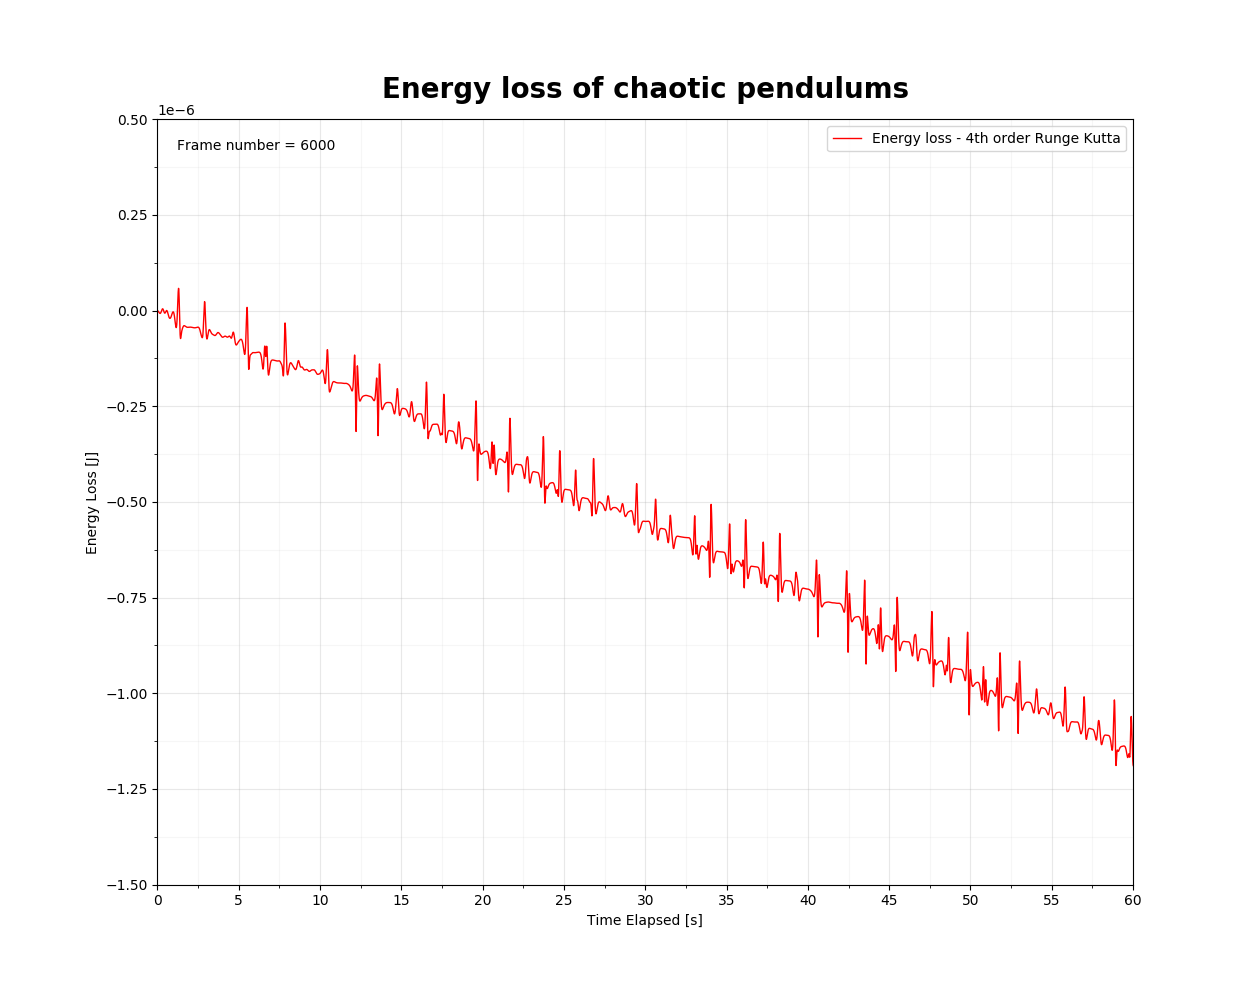 Energy loss of chaotic pendulums
1e−6
Frame number = 6000
Energy loss - 4th order Runge Kutta
Energy Loss [J]
0.50
0.25
0.00
−0.25
−0.50
−0.75
−1.00
−1.25
−1.50
0 5 10 15 20 25 30 35 40 45 50 55 60
Time Elapsed [s]